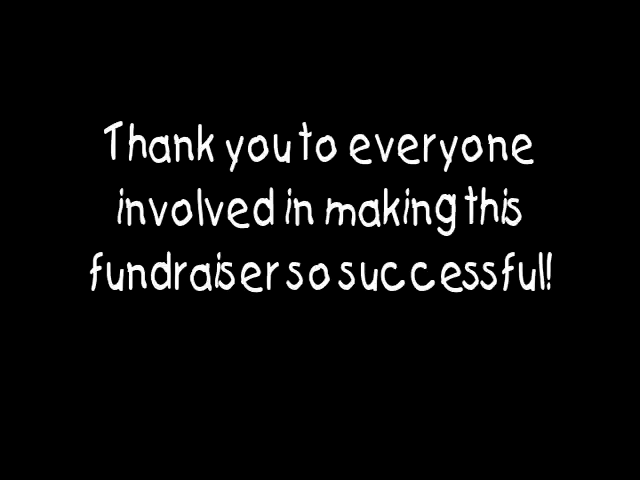 Thank you to everyone
involved in making this
fundraiser so successful!